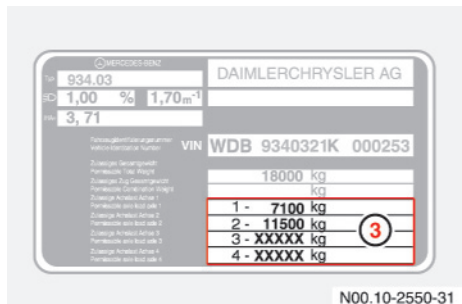 MERCEDES-BENZ
934.03
DAIMLERCHRYSLER AG
1,00 % 1,70 m-1
3, 71
Fahrzeugidentifizierungsnummer
Vehicle Identification Number VIN WDB 9340321K 000253
Zulässiges Gesamtgewicht
Permissible Total Weight 18000 kg
Zulässiges Zug Gesamtgewicht
Permissible Combination Weight kg
Zulässige Achslast Achse 1
Permissible axle load axle 1 1 - 7100 kg
Zulässige Achslast Achse 2
Permissible axle load axle 2 2 - 11500 kg
Zulässige Achslast Achse 3
Permissible axle load axle 3 3 - XXXXX kg
Zulässige Achslast Achse 4
Permissible axle load axle 4 4 - XXXXX kg
3
N00.10-2550-31